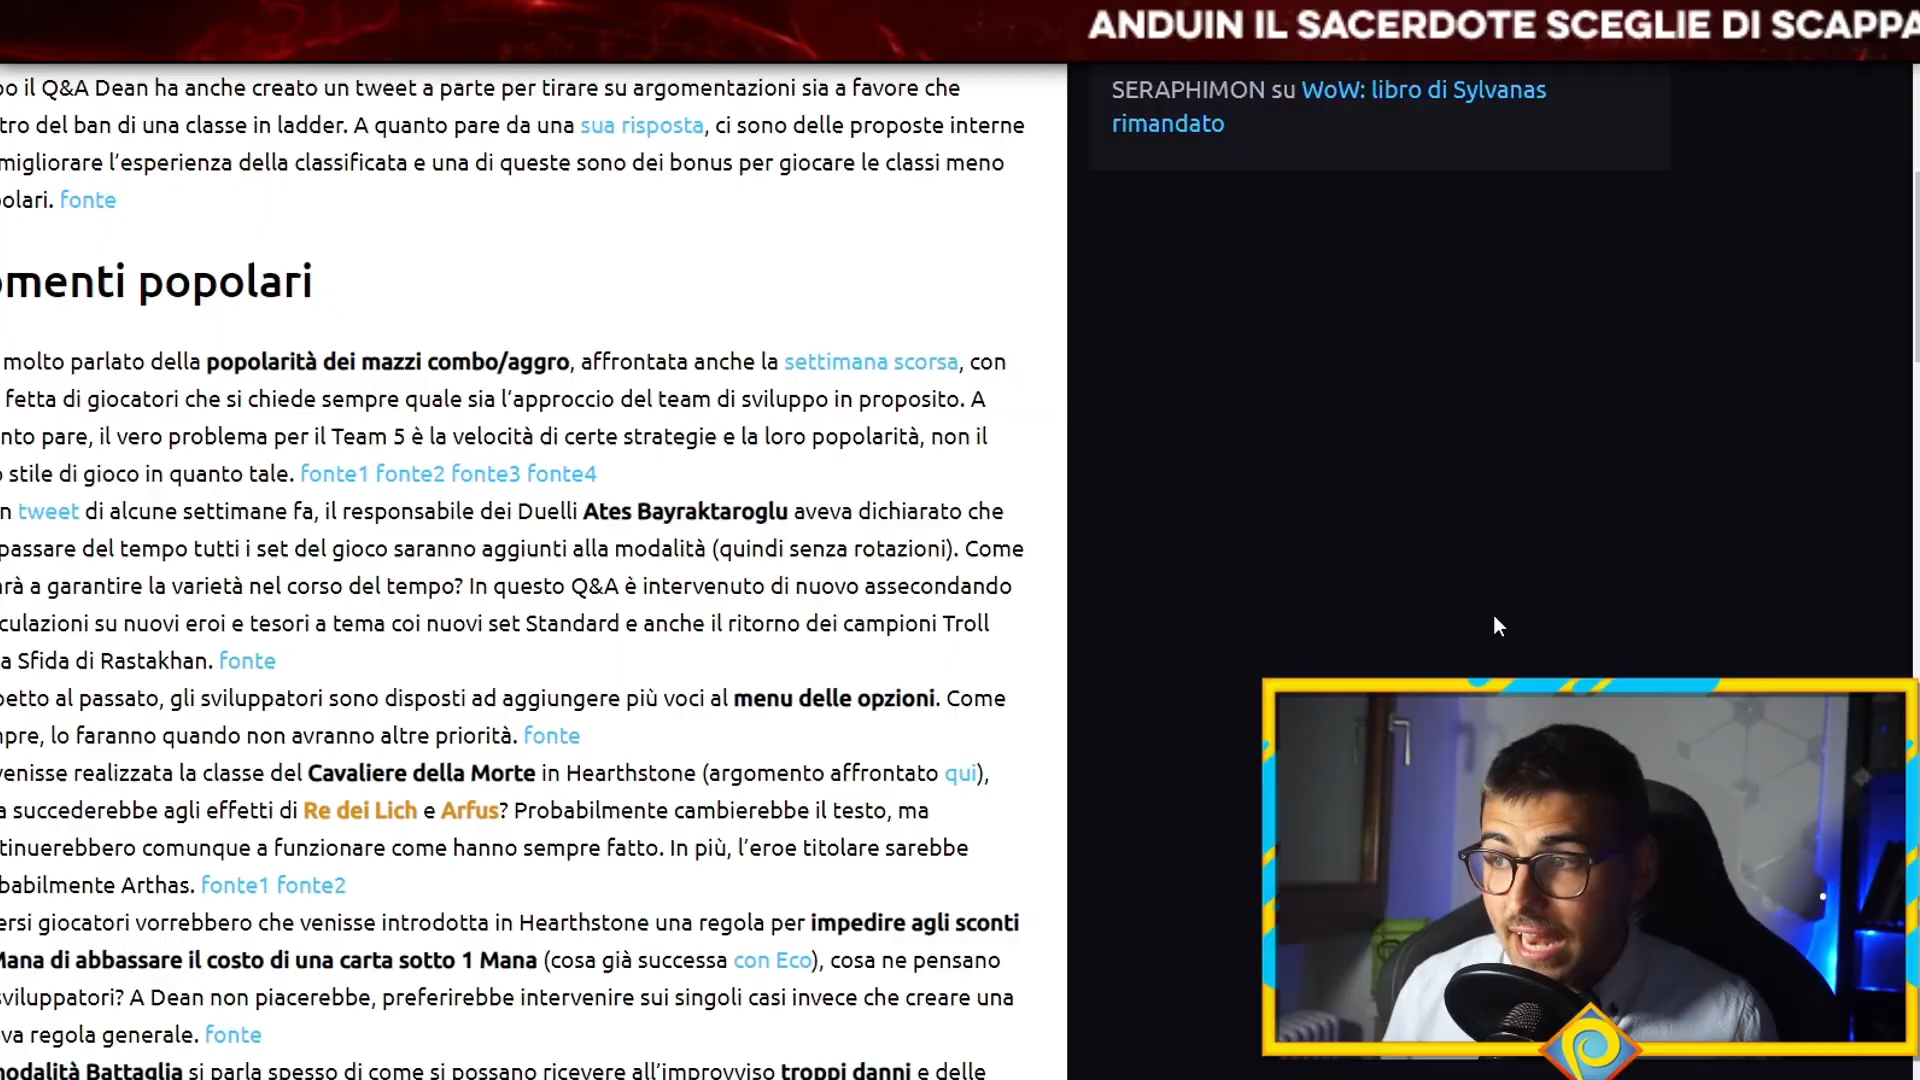 ANDUIN IL SACERDOTE SCEGLIE DI SCAPPA
il Q&A Dean ha anche creato un tweet a parte per tirare su argomentazioni sia a favore che
tro del ban di una classe in ladder. A quanto pare da una sua risposta, ci sono delle proposte interne
migliorare l'esperienza della classificata e una di queste sono dei bonus per giocare le classi meno
olari. fonte
omenti popolari
molto parlato della popolarità dei mazzi combo/aggro, affrontata anche la settimana scorsa, con
fetta di giocatori che si chiede sempre quale sia l'approccio del team di sviluppo in proposito. A
nto pare, il vero problema per il Team 5 è la velocità di certe strategie e la loro popolarità, non il
stile di gioco in quanto tale. fonte1 fonte2 fonte3 fonte4
n tweet di alcune settimane fa, il responsabile dei Duelli Ates Bayraktaroglu aveva dichiarato che
passare del tempo tutti i set del gioco saranno aggiunti alla modalità (quindi senza rotazioni). Come
rà a garantire la varietà nel corso del tempo? In questo Q&A è intervenuto di nuovo assecondando
culazioni su nuovi eroi e tesori a tema coi nuovi set Standard e anche il ritorno dei campioni Troll
a Sfida di Rastakhan. fonte
petto al passato, gli sviluppatori sono disposti ad aggiungere più voci al menu delle opzioni. Come
mpre, lo faranno quando non avranno altre priorità. fonte
venisse realizzata la classe del Cavaliere della Morte in Hearthstone (argomento affrontato qui),
a succederebbe agli effetti di Re dei Lich e Arfus? Probabilmente cambierebbe il testo, ma
tinuerebbero comunque a funzionare come hanno sempre fatto. In più, l'eroe titolare sarebbe
babilmente Arthas. fonte1 fonte2
ersi giocatori vorrebbero che venisse introdotta in Hearthstone una regola per impedire agli sconti
Mana di abbassare il costo di una carta sotto 1 Mana (cosa già successa con Eco), cosa ne pensano
sviluppatori? A Dean non piacerebbe, preferirebbe intervenire sui singoli casi invece che creare una
va regola generale. fonte
modalità Battaglia si parla spesso di come si possano ricevere all'improvviso troppi danni e delle
SERAPHIMON su WoW: libro di Sylvanas
rimandato